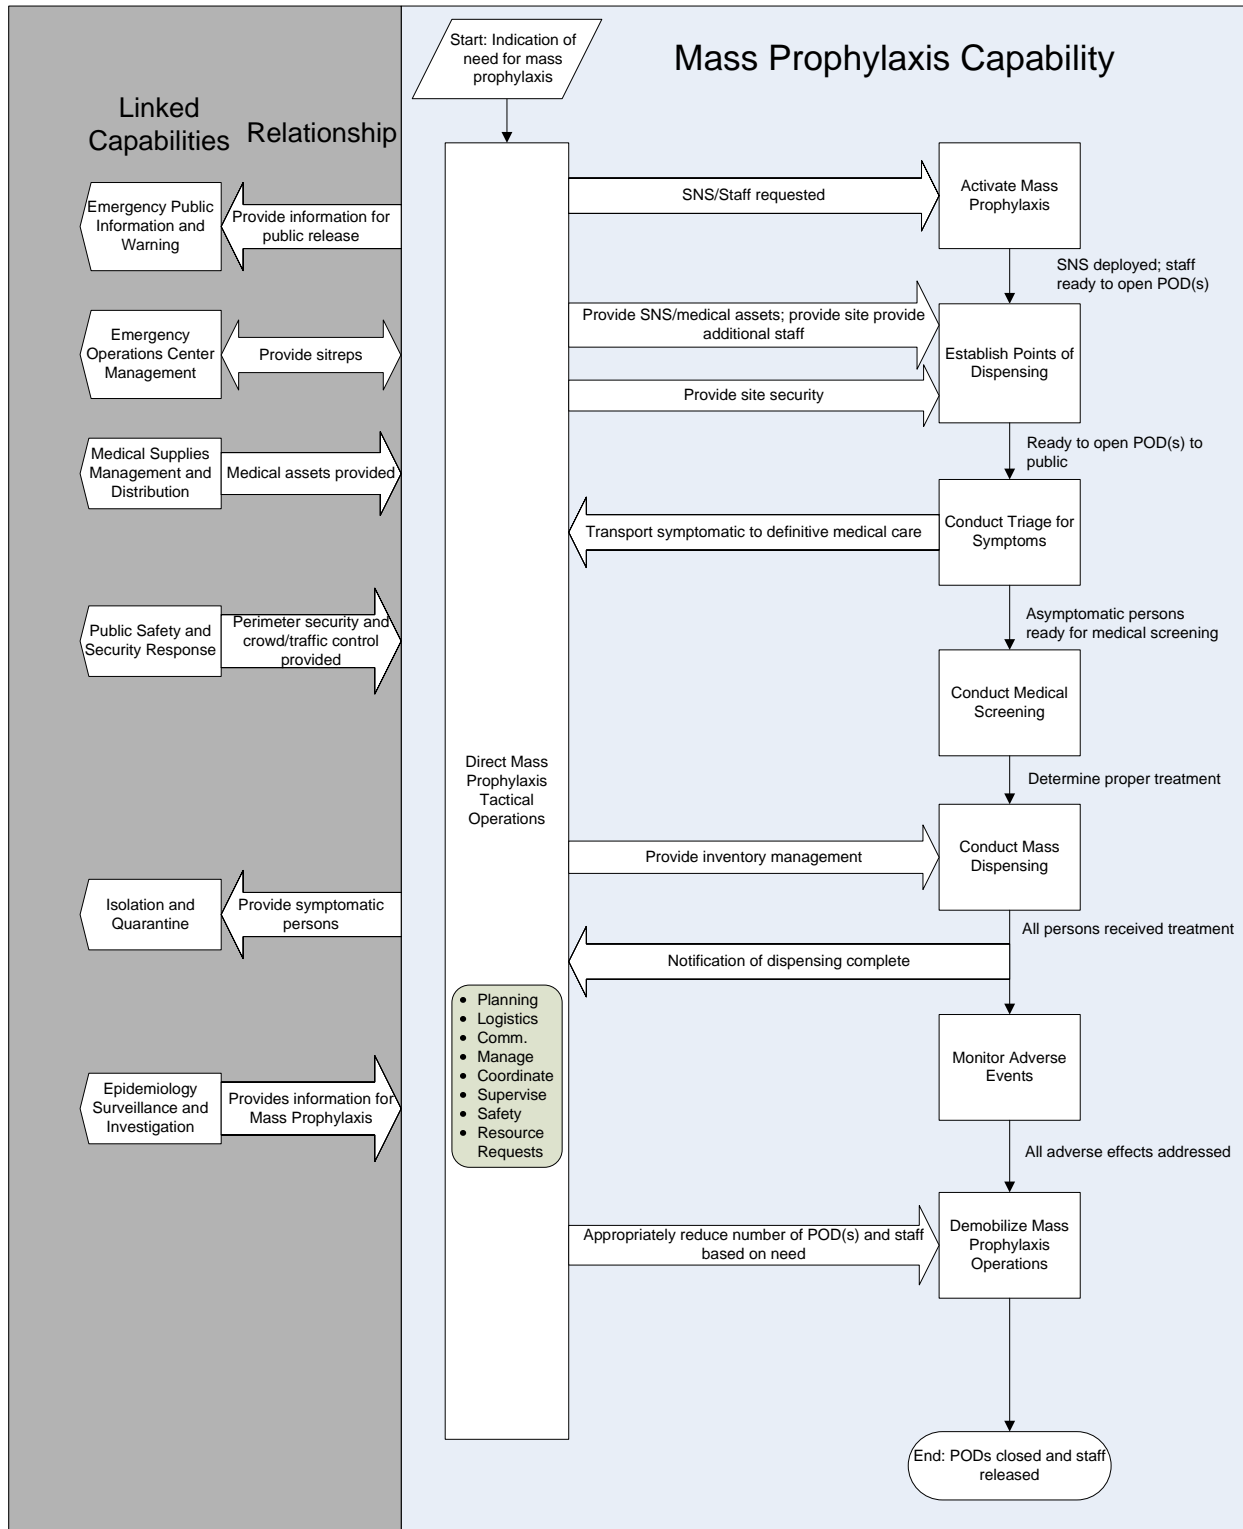 Start: Indication of
need for mass
prophylaxis
Mass Prophylaxis Capability
Linked
Capabilities
Relationship
Emergency Public
Information and
Warning
Provide information for
public release
SNS/Staff requested
Activate Mass
Prophylaxis
SNS deployed; staff
ready to open POD(s)
Emergency
Operations Center
Management
Provide sitreps
Provide SNS/medical assets; provide site provide
additional staff
Provide site security
Establish Points of
Dispensing
Ready to open POD(s) to
public
Medical Supplies
Management and
Distribution
Medical assets provided
Transport symptomatic to definitive medical care
Conduct Triage for
Symptoms
Asymptomatic persons
ready for medical screening
Public Safety and
Security Response
Perimeter security and
crowd/traffic control
provided
Conduct Medical
Screening
Determine proper treatment
Direct Mass
Prophylaxis
Tactical
Operations
Provide inventory management
Conduct Mass
Dispensing
All persons received treatment
Isolation and
Quarantine
Provide symptomatic
persons
Notification of dispensing complete
• Planning
• Logistics
• Comm.
• Manage
• Coordinate
• Supervise
• Safety
• Resource
Requests
Monitor Adverse
Events
All adverse effects addressed
Epidemiology
Surveillance and
Investigation
Provides information for
Mass Prophylaxis
Appropriately reduce number of POD(s) and staff
based on need
Demobilize Mass
Prophylaxis
Operations
End: PODs closed and staff
released